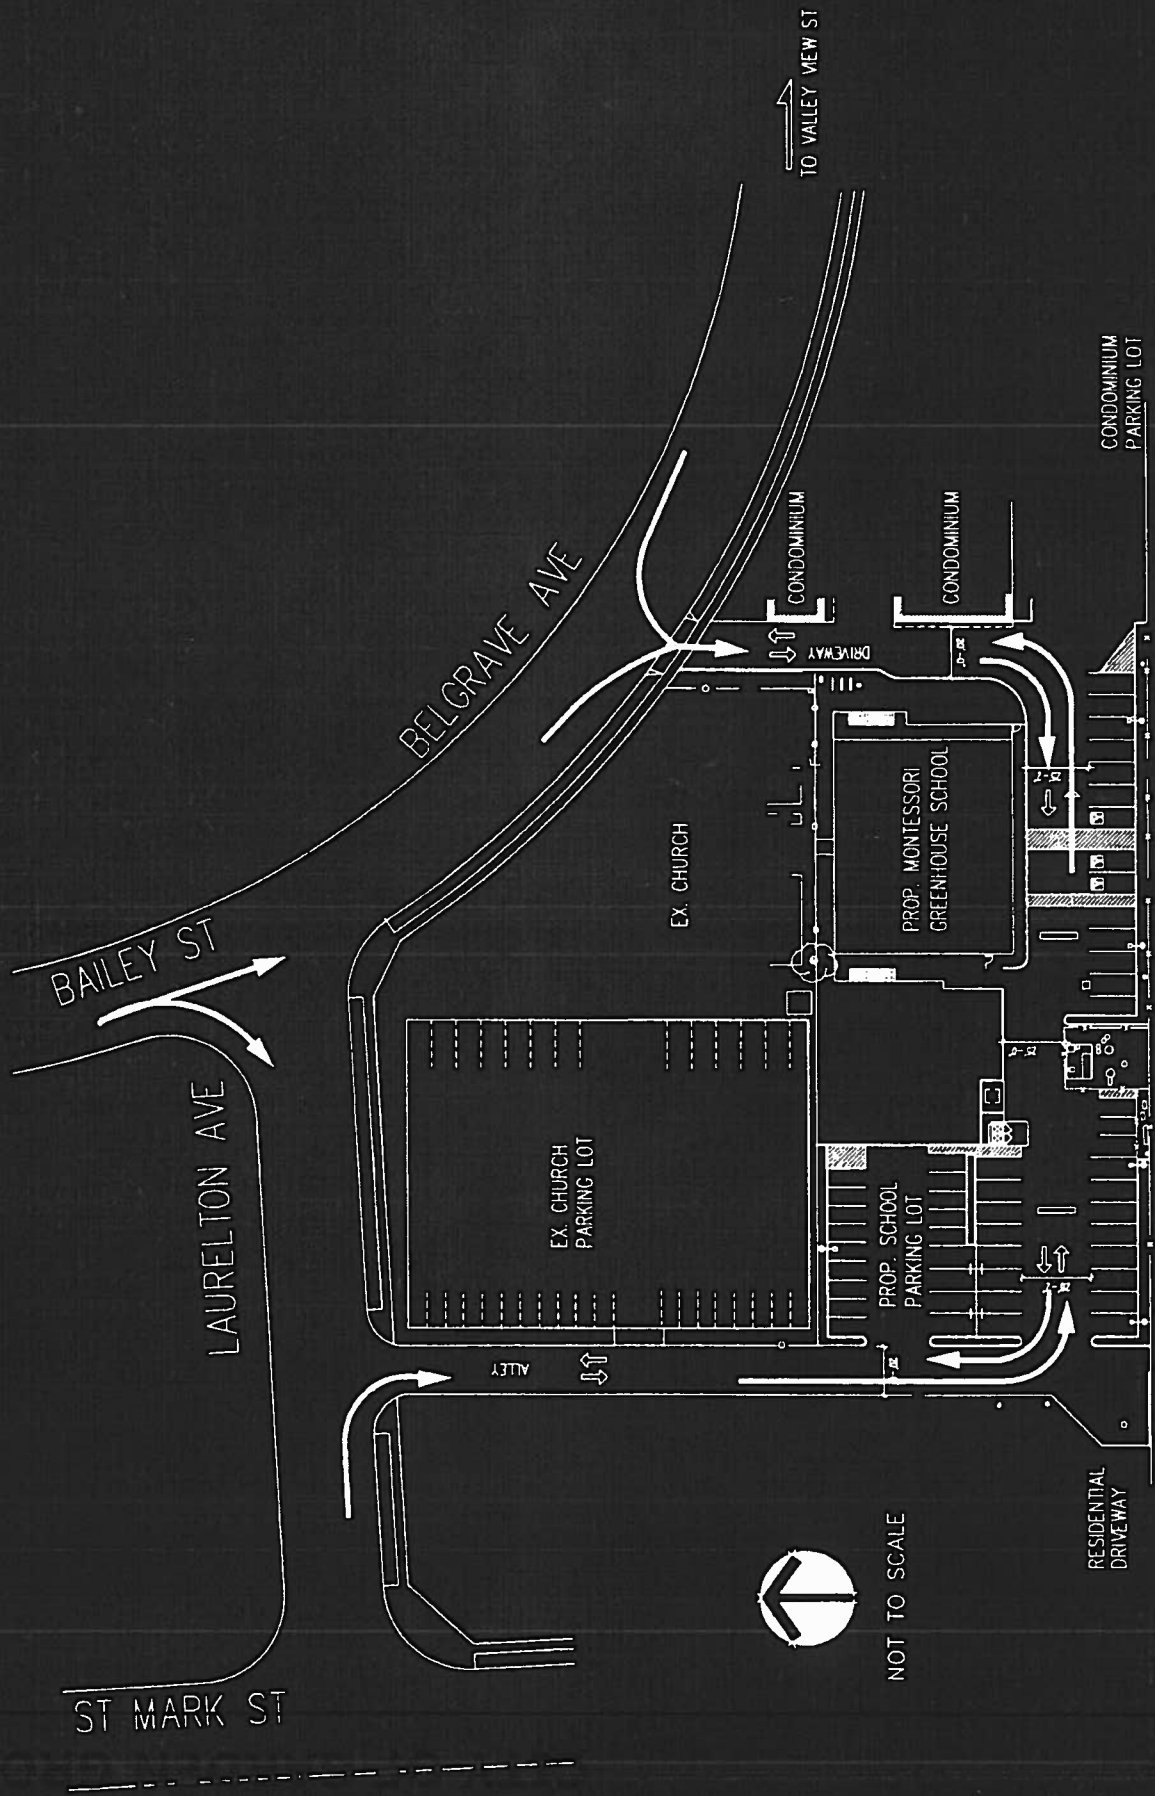 TO VALLEY VIEW ST
BAILEY ST
BELGRAVE AVE
LAURELTON AVE
ST MARK ST
CONDOMINIUM
CONDOMINIUM
CONDOMINIUM
PARKING LOT
DRIVEWAY
EX. CHURCH
PROP. MONTESSORI
GREENHOUSE SCHOOL
EX. CHURCH
PARKING LOT
PROP. SCHOOL
PARKING LOT
ALLEY
RESIDENTIAL
DRIVEWAY
NOT TO SCALE